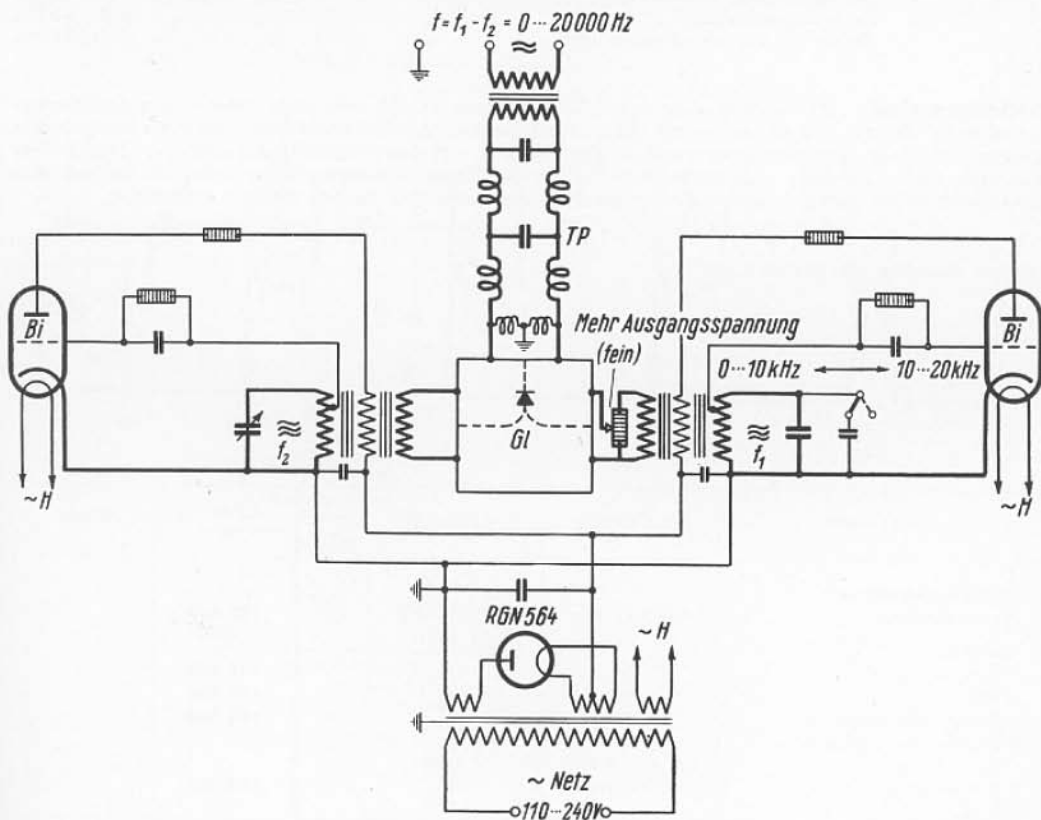 f = f₁ - f₂ = 0 ··· 20000 Hz
≈
TP
Bi
Mehr Ausgangsspannung
(fein)
Bi
0 ··· 10 kHz
10 ··· 20 kHz
f₂
Gl
f₁
~ H
~ H
RGN 564
~ H
~ Netz
110 ··· 240V